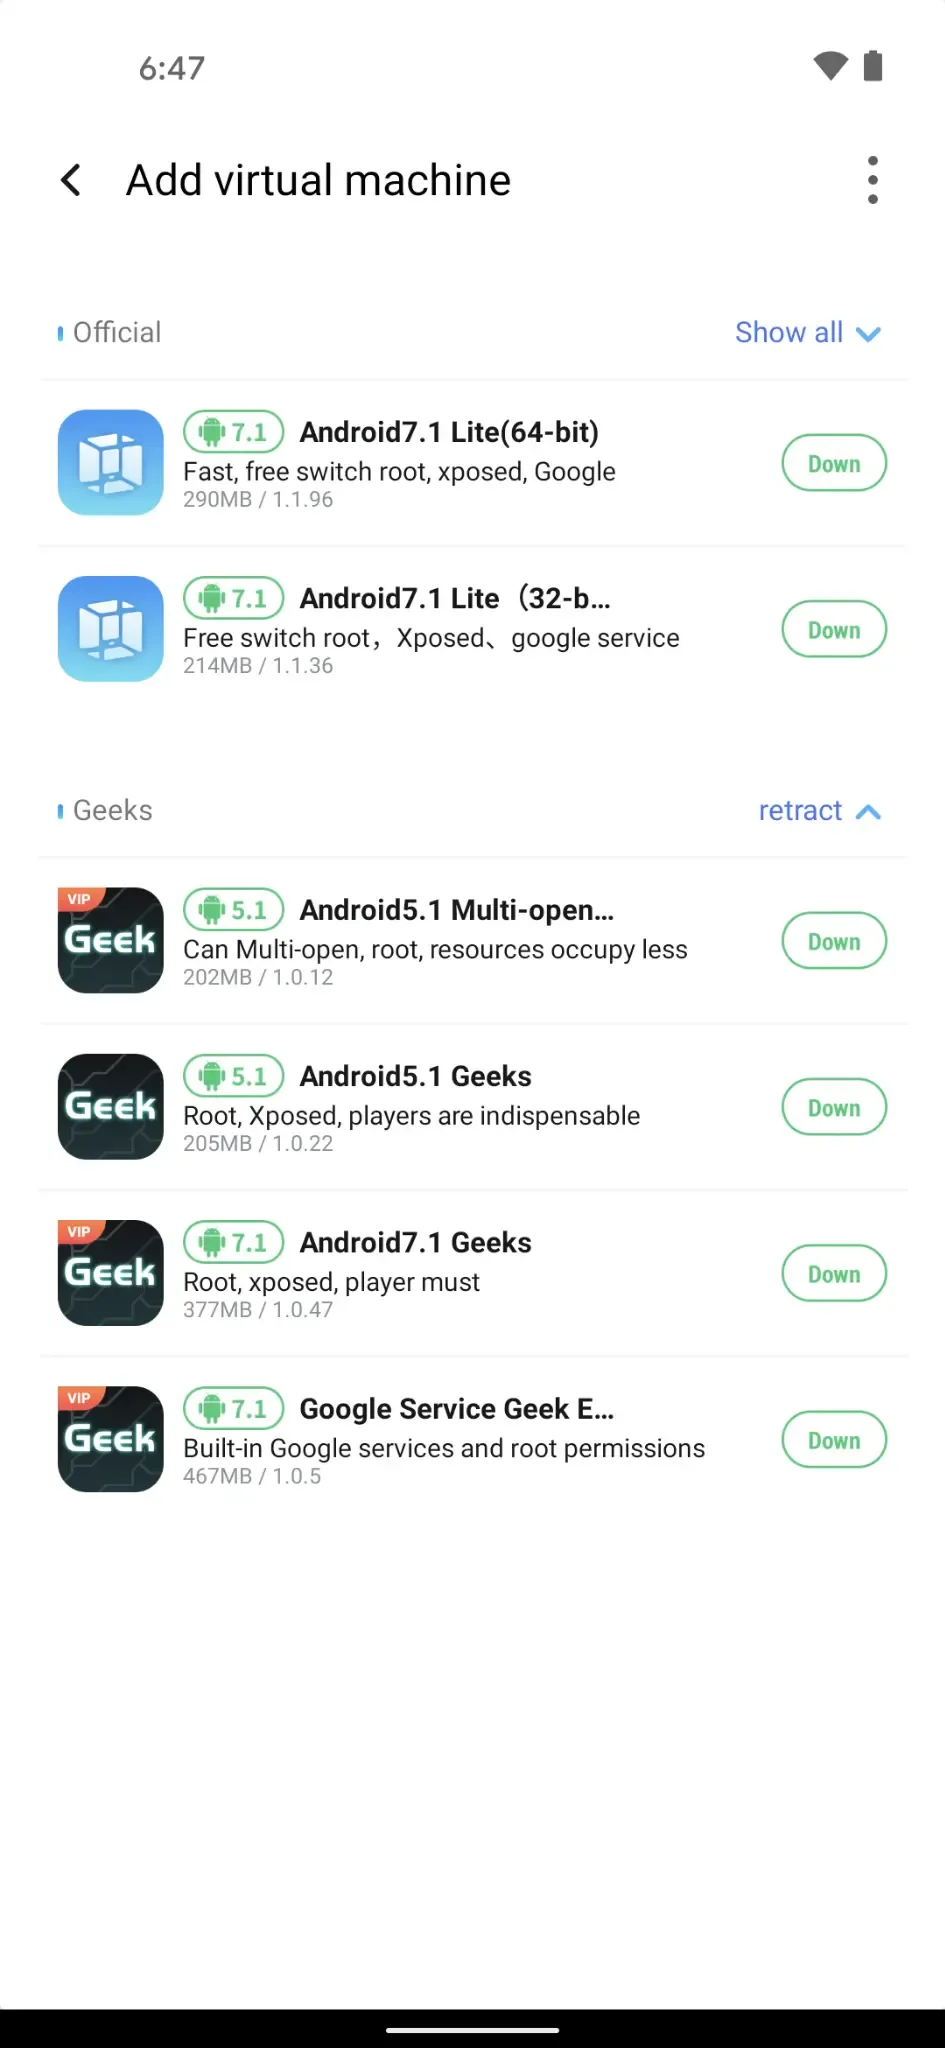 6:47
Add virtual machine
Official
Show all
7.1 Android7.1 Lite(64-bit)
Fast, free switch root, xposed, Google
290MB / 1.1.96
Down
7.1 Android7.1 Lite（32-b...
Free switch root，Xposed、google service
214MB / 1.1.36
Down
Geeks
retract
VIP
Geek
5.1 Android5.1 Multi-open...
Can Multi-open, root, resources occupy less
202MB / 1.0.12
Down
Geek
5.1 Android5.1 Geeks
Root, Xposed, players are indispensable
205MB / 1.0.22
Down
VIP
Geek
7.1 Android7.1 Geeks
Root, xposed, player must
377MB / 1.0.47
Down
VIP
Geek
7.1 Google Service Geek E...
Built-in Google services and root permissions
467MB / 1.0.5
Down